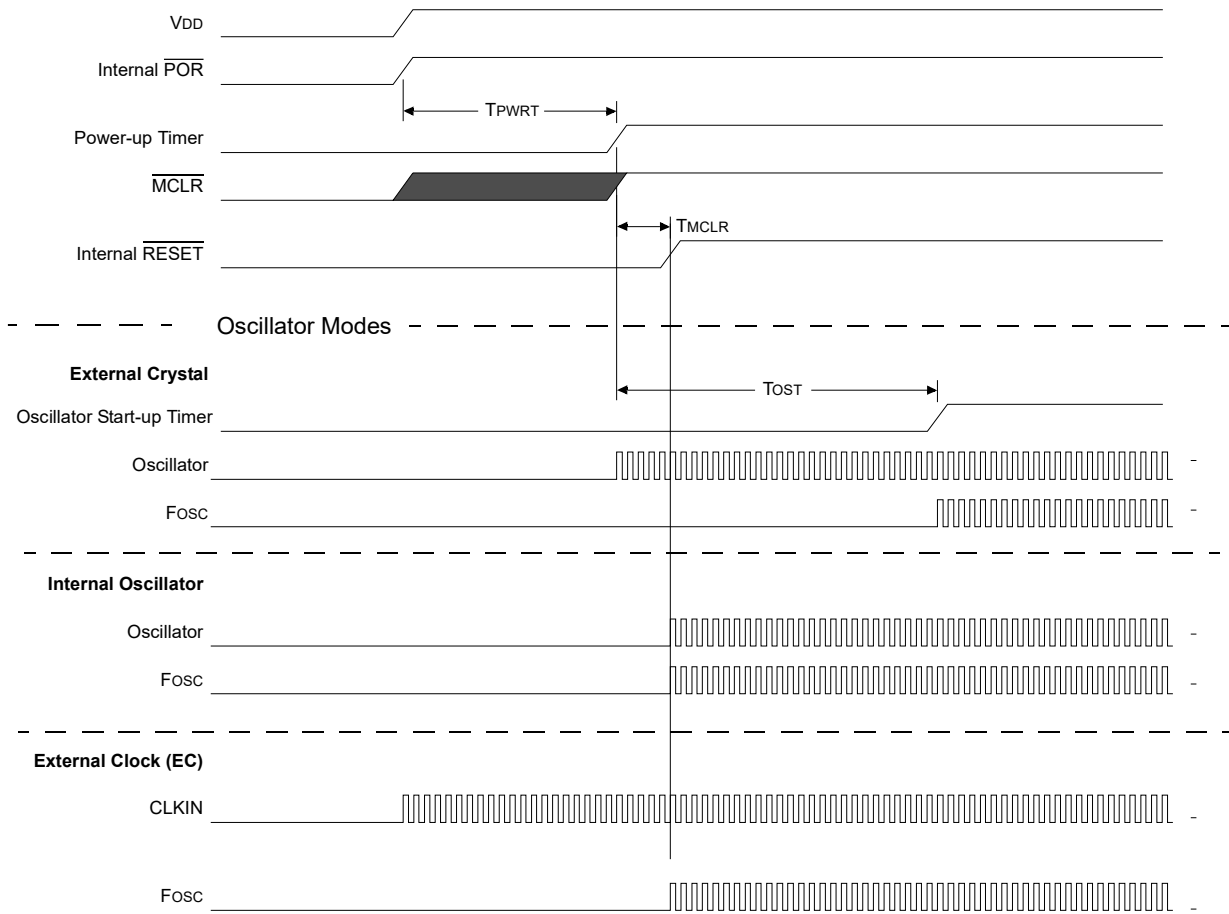 VDD
Internal POR
TPWRT
Power-up Timer
MCLR
TMCLR
Internal RESET
Oscillator Modes
External Crystal
TOST
Oscillator Start-up Timer
Oscillator
FOSC
Internal Oscillator
Oscillator
FOSC
External Clock (EC)
CLKIN
FOSC